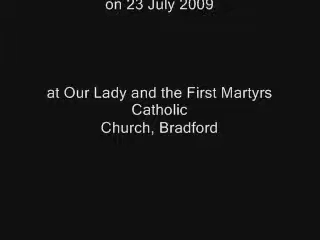 on 23 July 2009
at Our Lady and the First Martyrs
Catholic
Church, Bradford